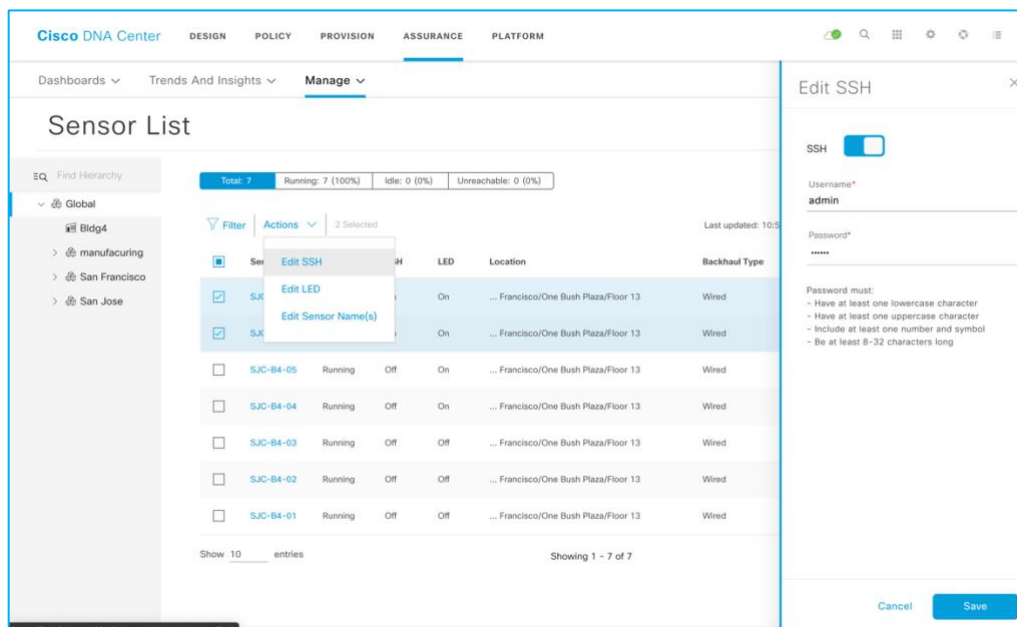 Cisco DNA Center DESIGN POLICY PROVISION ASSURANCE PLATFORM
Dashboards Trends And Insights Manage
Sensor List
Find Hierarchy
Global
Bldg4
manufacuring
San Francisco
San Jose
Total: 7 Running: 7 (100%) Idle: 0 (0%) Unreachable: 0 (0%)
Filter Actions 2 Selected Last updated: 10:5
LED Location Backhaul Type
Edit SSH
Edit LED
Edit Sensor Name(s)
On ... Francisco/One Bush Plaza/Floor 13 Wired
On ... Francisco/One Bush Plaza/Floor 13 Wired
SJC-B4-05 Running Off On ... Francisco/One Bush Plaza/Floor 13 Wired
SJC-B4-04 Running Off On ... Francisco/One Bush Plaza/Floor 13 Wired
SJC-B4-03 Running Off Off ... Francisco/One Bush Plaza/Floor 13 Wired
SJC-B4-02 Running Off Off ... Francisco/One Bush Plaza/Floor 13 Wired
SJC-B4-01 Running Off Off ... Francisco/One Bush Plaza/Floor 13 Wired
Show 10 entries Showing 1 - 7 of 7
Edit SSH
SSH
Username*
admin
Password*
Password must:
- Have at least one lowercase character
- Have at least one uppercase character
- Include at least one number and symbol
- Be at least 8-32 characters long
Cancel Save